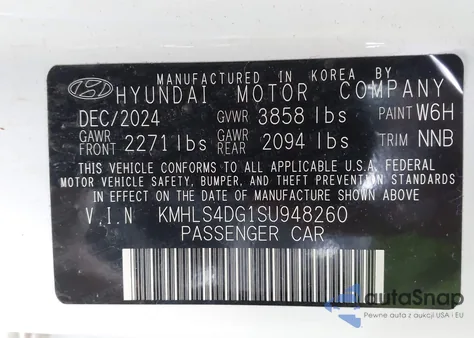 MANUFACTURED IN KOREA BY
HYUNDAI MOTOR COMPANY
DEC/2024 GVWR 3858 lbs PAINT W6H
GAWR FRONT 2271 lbs GAWR REAR 2094 lbs TRIM NNB
THIS VEHICLE CONFORMS TO ALL APPLICABLE U.S.A. FEDERAL
MOTOR VEHICLE SAFETY, BUMPER, AND THEFT PREVENTION STANDARDS
IN EFFECT ON THE DATE OF MANUFACTURE SHOWN ABOVE.
V.I.N KMHLS4DG1SU948260
PASSENGER CAR
autoSnap
Pewne auta z aukcji USA i EU